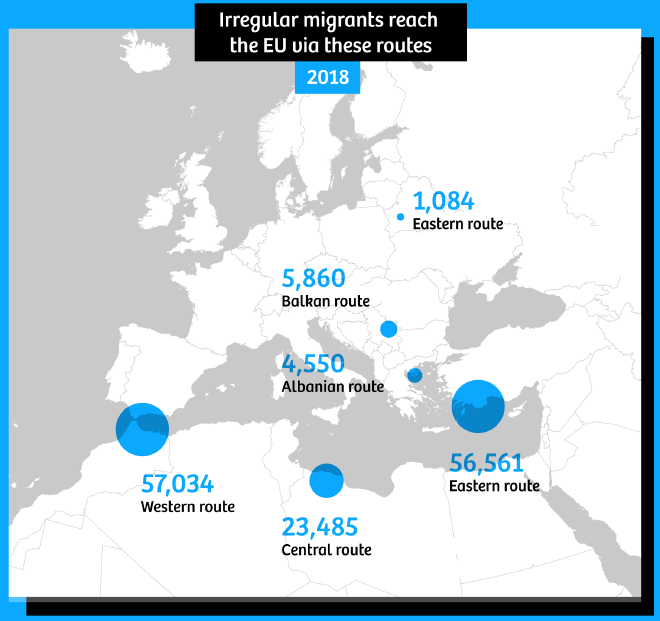 Irregular migrants reach
the EU via these routes
2018
1,084
Eastern route
5,860
Balkan route
4,550
Albanian route
56,561
Eastern route
57,034
Western route
23,485
Central route